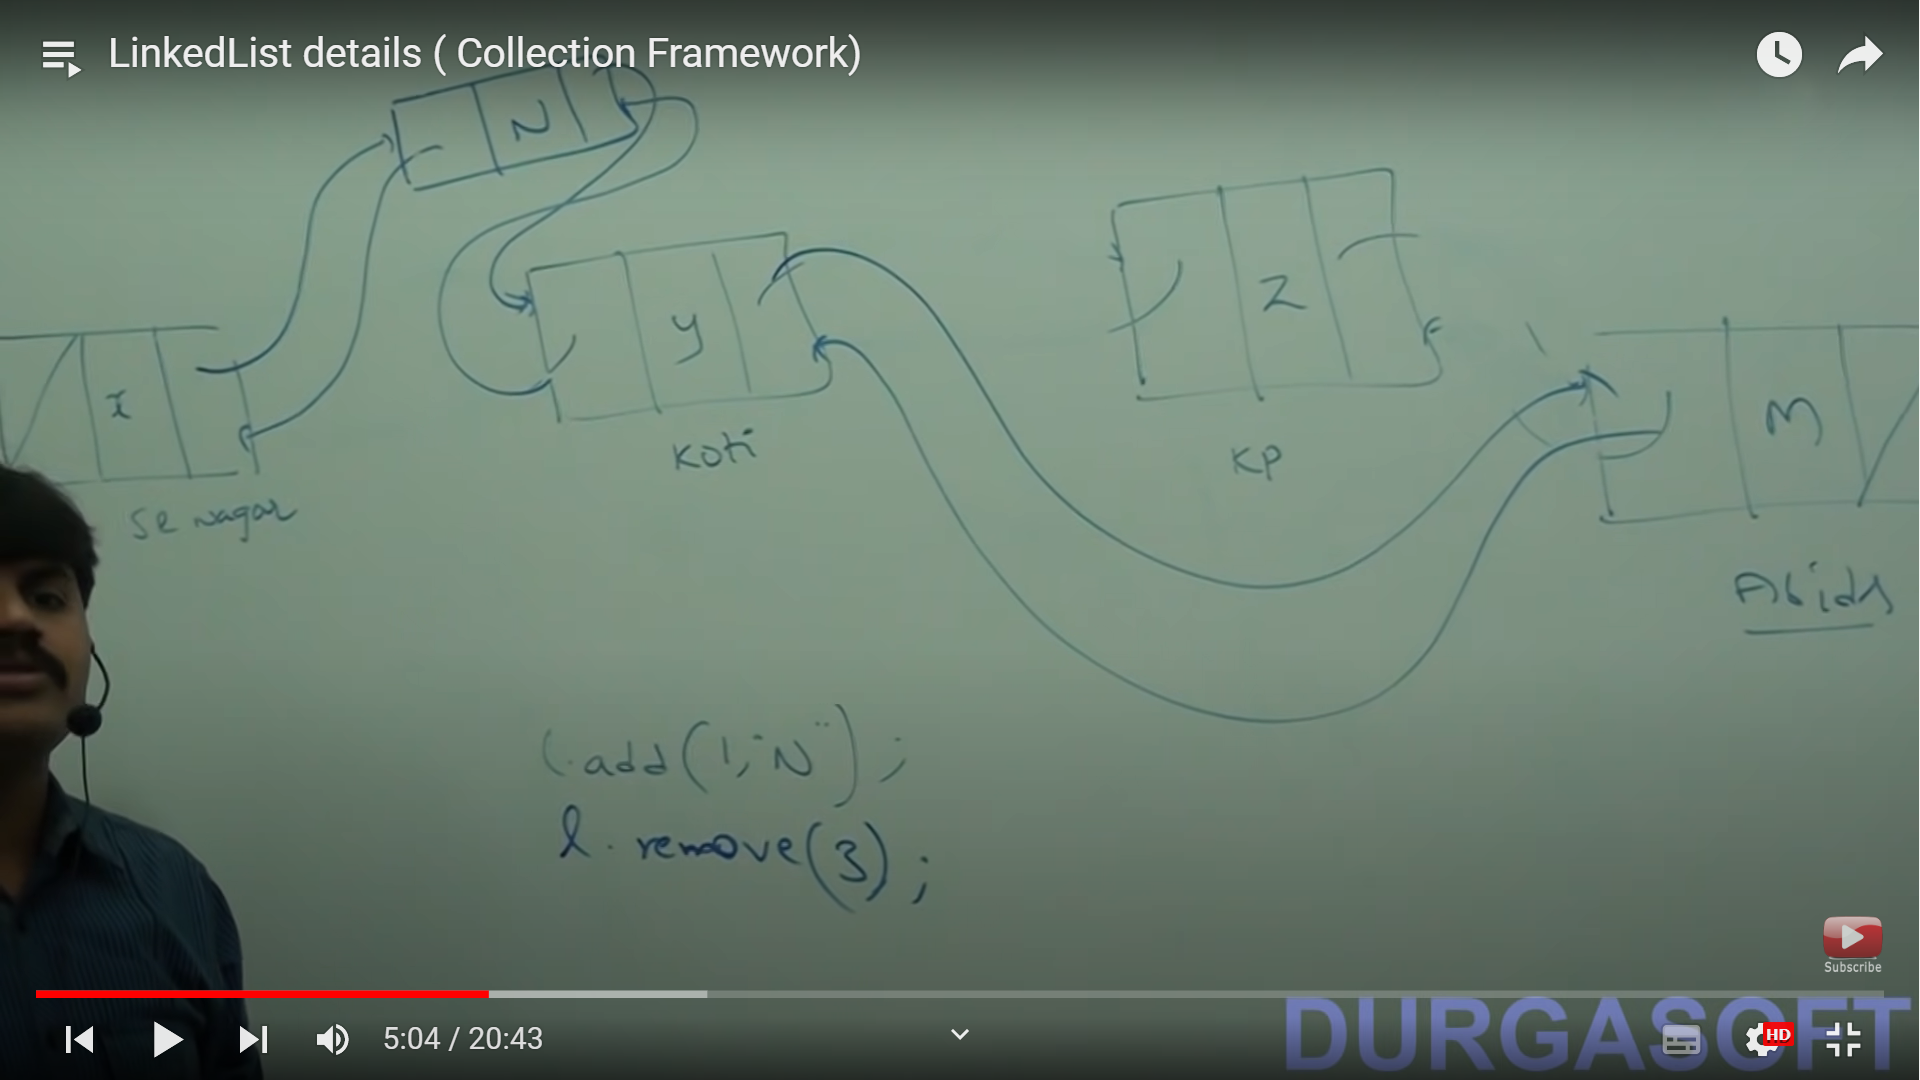 LinkedList details ( Collection Framework)
N
x
y
Z
M
SR nagar
Koti
KP
Abids
l.add(1,"N");
l.remove(3);
Subscribe
5:04 / 20:43
HD
DURGASOFT